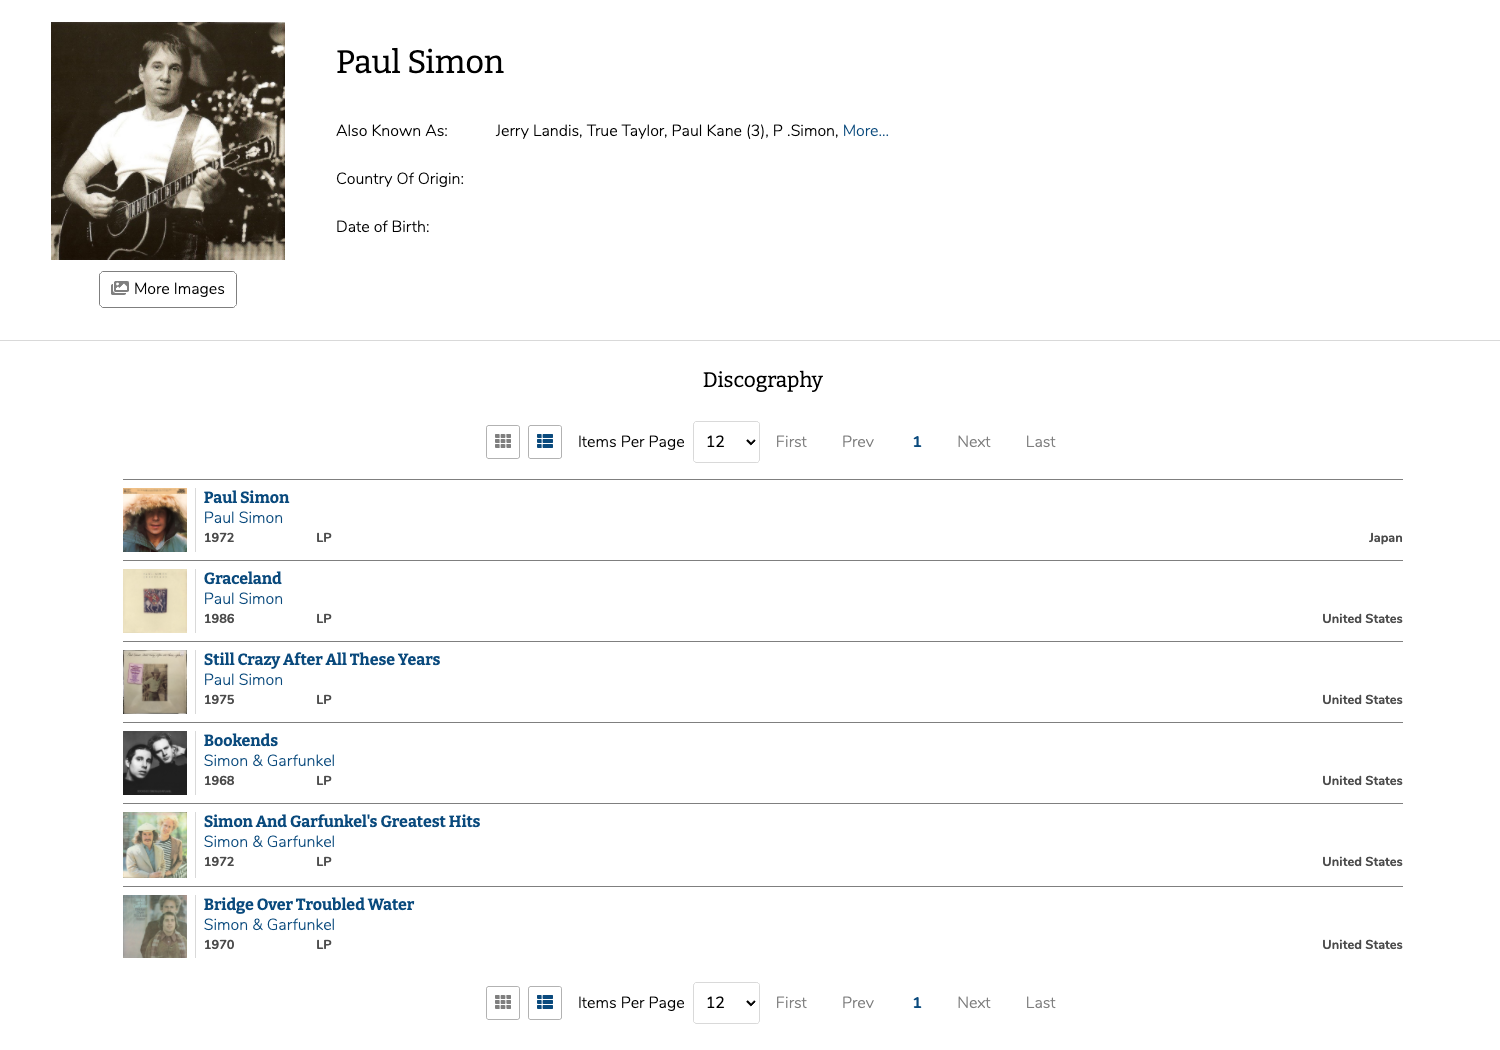 Paul Simon
Also Known As: Jerry Landis, True Taylor, Paul Kane (3), P .Simon, More...
Country Of Origin:
Date of Birth:
More Images
Discography
Items Per Page 12 First Prev 1 Next Last
Paul Simon
Paul Simon
1972 LP Japan
Graceland
Paul Simon
1986 LP United States
Still Crazy After All These Years
Paul Simon
1975 LP United States
Bookends
Simon & Garfunkel
1968 LP United States
Simon And Garfunkel's Greatest Hits
Simon & Garfunkel
1972 LP United States
Bridge Over Troubled Water
Simon & Garfunkel
1970 LP United States
Items Per Page 12 First Prev 1 Next Last